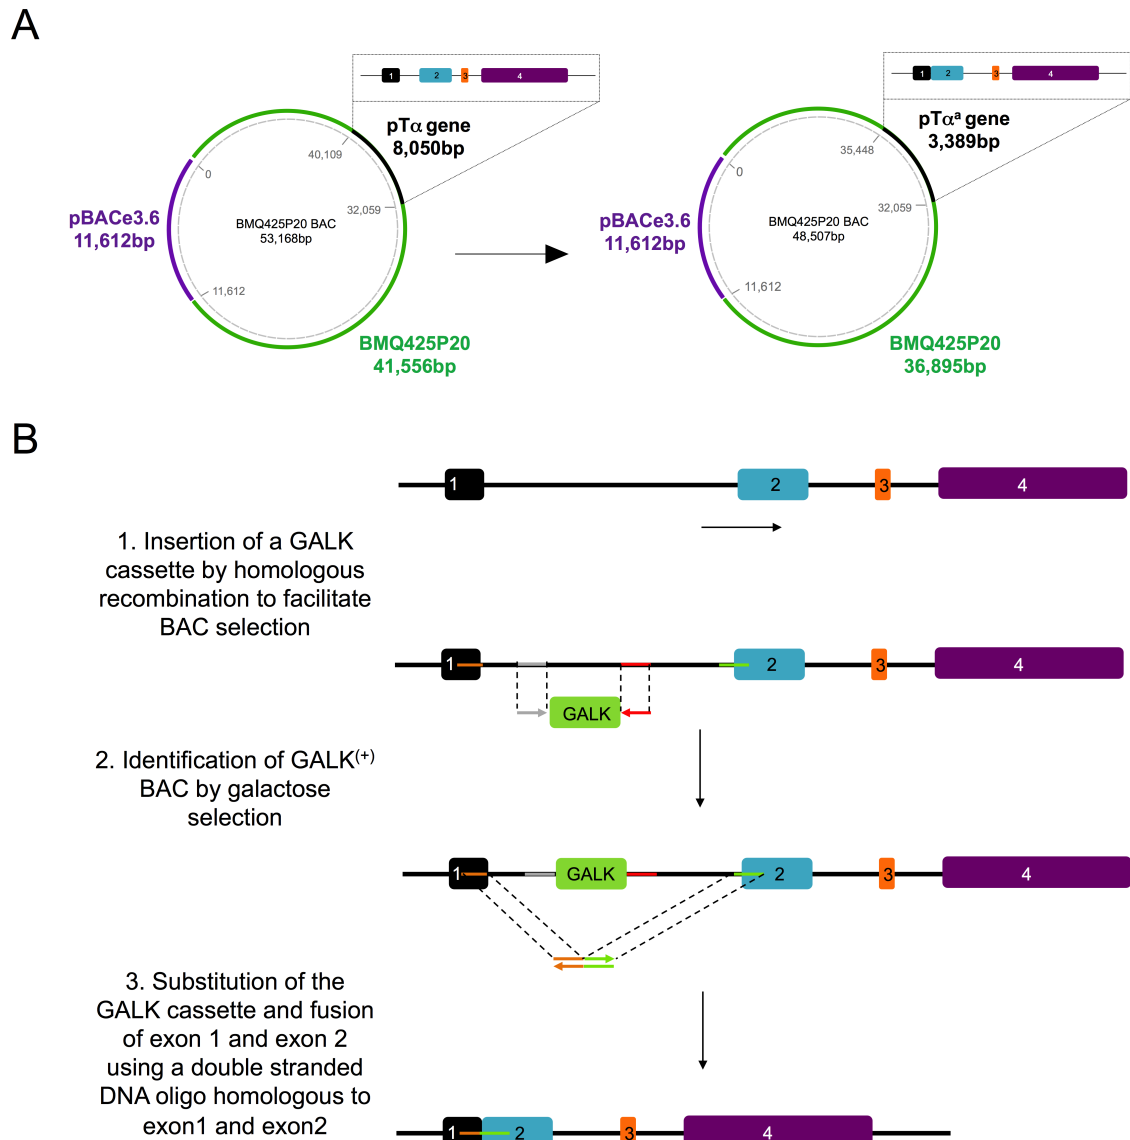 A
1 2 3 4
pTα gene
8,050bp
40,109
0
32,059
pBACe3.6
11,612bp
BMQ425P20 BAC
53,168bp
11,612
BMQ425P20
41,556bp
1 2 3 4
pTαᵃ gene
3,389bp
35,448
0
32,059
pBACe3.6
11,612bp
BMQ425P20 BAC
48,507bp
11,612
BMQ425P20
36,895bp
B
1 2 3 4
1. Insertion of a GALK
cassette by homologous
recombination to facilitate
BAC selection
1 2 3 4
GALK
2. Identification of GALK⁽⁺⁾
BAC by galactose
selection
1 GALK 2 3 4
3. Substitution of the
GALK cassette and fusion
of exon 1 and exon 2
using a double stranded
DNA oligo homologous to
exon1 and exon2
1 2 3 4